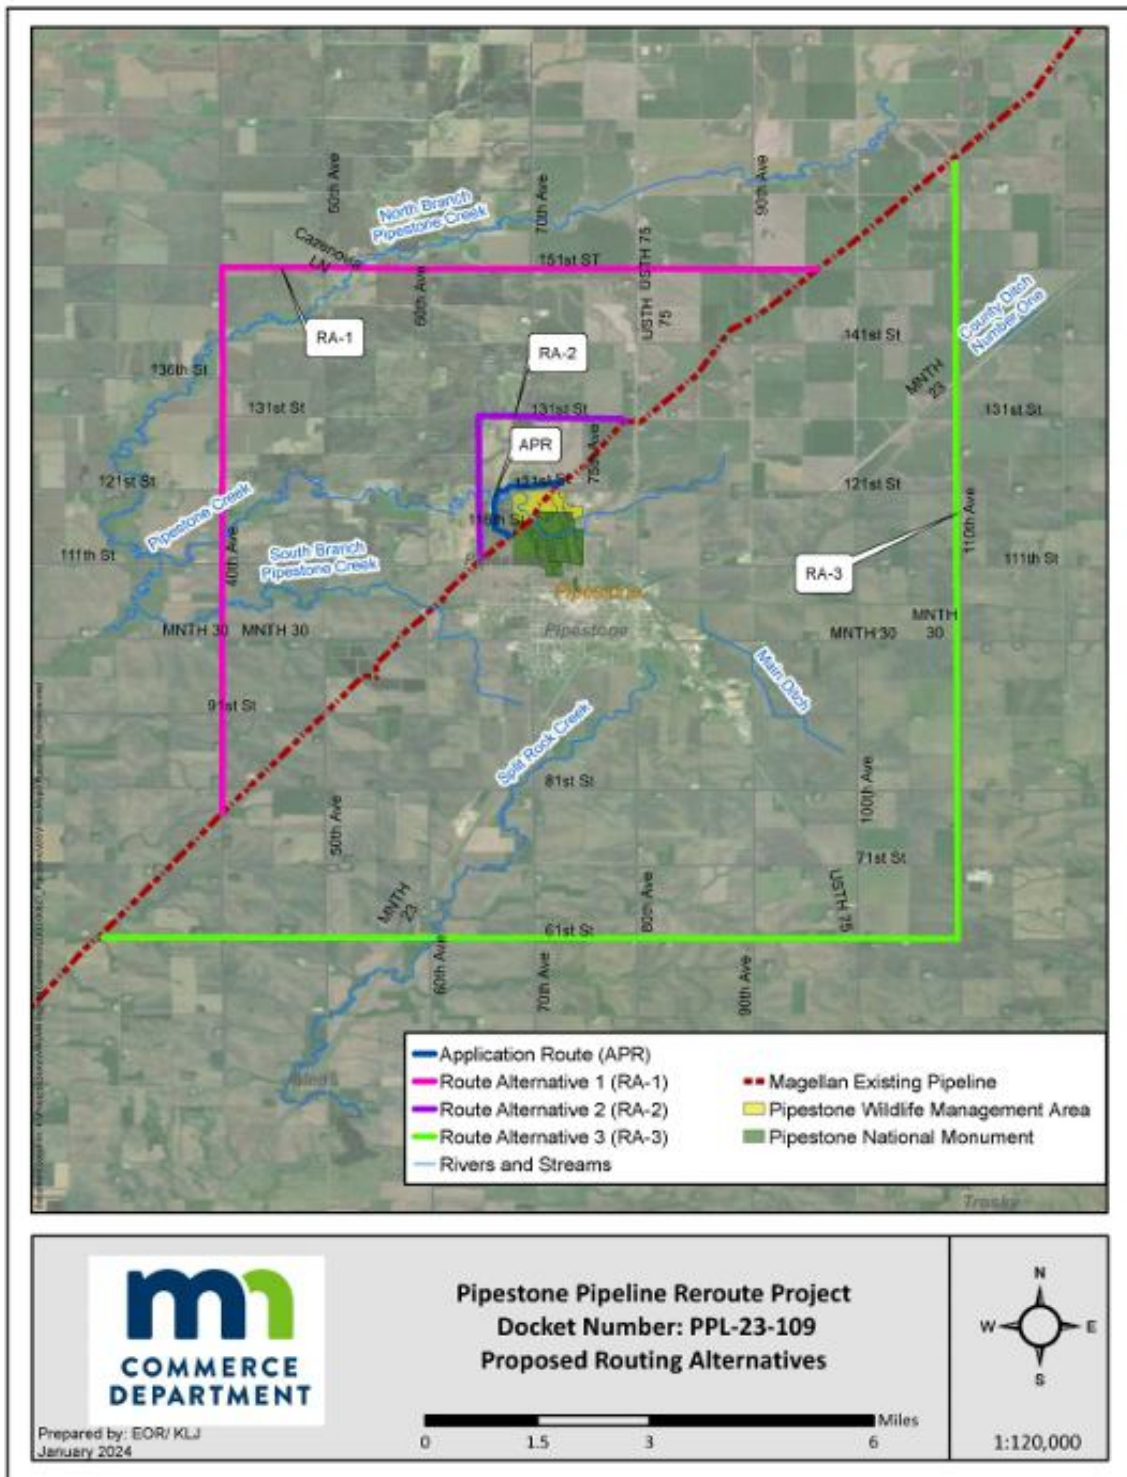 50th Ave
North Branch
Pipestone Creek
70th Ave
90th Ave
Cazenovia
LN
151st ST
USTH 75
USTH
75
60th Ave
County Ditch
Number One
RA-1
RA-2
141st St
136th St
MNTH
23
131st St
131st St
131st St
APR
75th Ave
121st St
121st St
121st St
116th St
Pipestone Creek
110th Ave
111th St
South Branch
Pipestone Creek
40th Ave
111th St
RA-3
Pipestone
Pipestone
MNTH 30
MNTH 30
MNTH 30
MNTH
30
Main Ditch
91st St
Split Rock Creek
81st St
50th Ave
100th Ave
71st St
MNTH
23
80th Ave
USTH 75
61st St
60th Ave
70th Ave
90th Ave
Trosky
Application Route (APR)
Route Alternative 1 (RA-1)
Route Alternative 2 (RA-2)
Route Alternative 3 (RA-3)
Rivers and Streams
Magellan Existing Pipeline
Pipestone Wildlife Management Area
Pipestone National Monument
mn
COMMERCE
DEPARTMENT
Prepared by: EOR/ KLJ
January 2024
Pipestone Pipeline Reroute Project
Docket Number: PPL-23-109
Proposed Routing Alternatives
Miles
0 1.5 3 6
N
W E
S
1:120,000